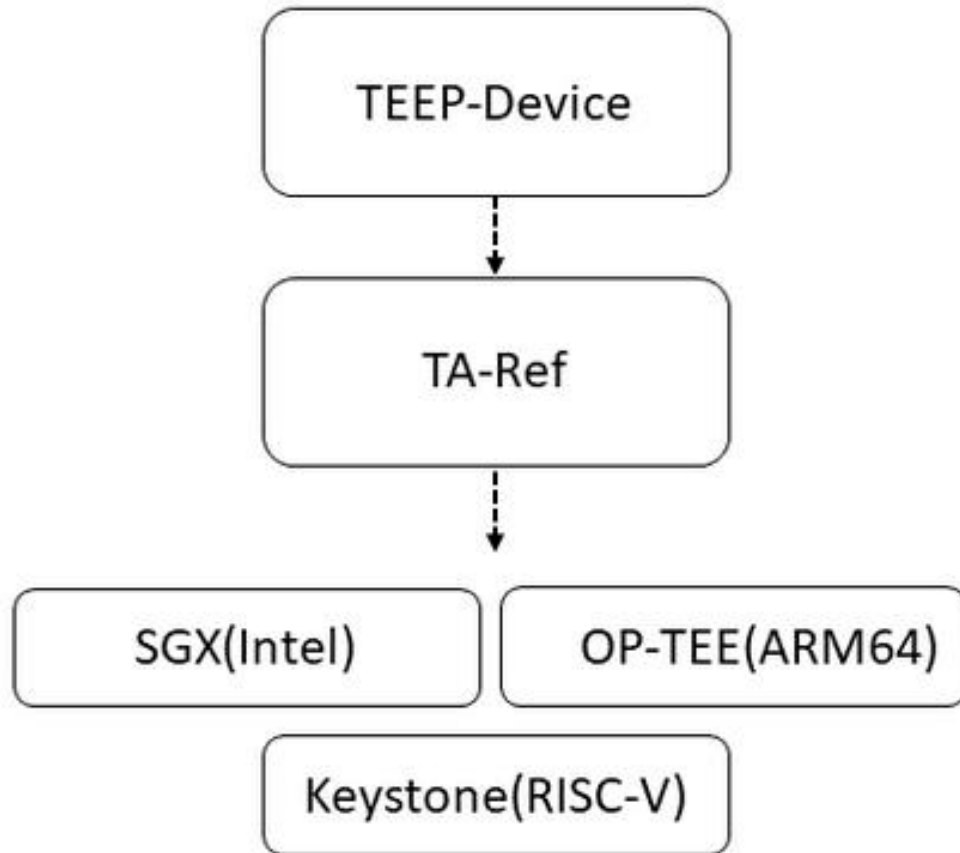 TEEP-Device
TA-Ref
SGX(Intel)
OP-TEE(ARM64)
Keystone(RISC-V)